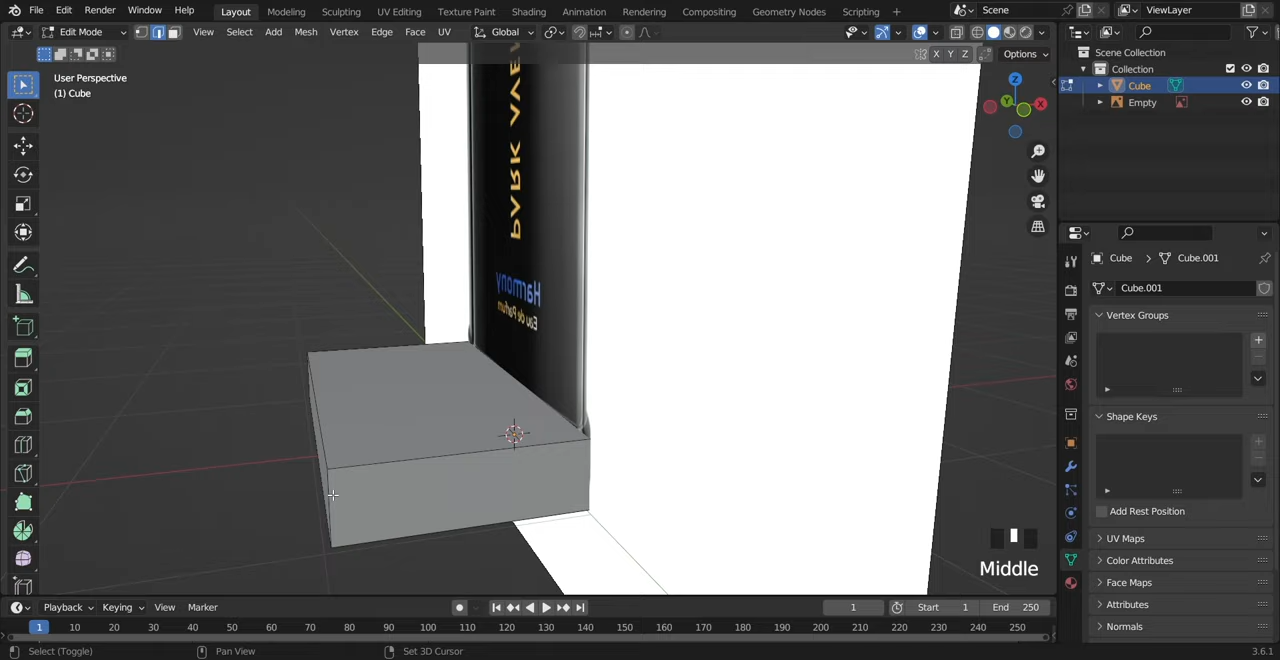 File Edit Render Window Help Layout Modeling Sculpting UV Editing Texture Paint Shading Animation Rendering Compositing Geometry Nodes Scripting + Scene ViewLayer
Edit Mode View Select Add Mesh Vertex Edge Face UV Global
X Y Z Options
User Perspective
(1) Cube
Scene Collection
Collection
Cube
Empty
Z
Y
X
Harmony
Eau de Parfum
Cube Cube.001
Cube.001
Vertex Groups
Shape Keys
Add Rest Position
UV Maps
Color Attributes
Face Maps
Attributes
Normals
Middle
Playback Keying View Marker 1 Start 1 End 250
1 10 20 30 40 50 60 70 80 90 100 110 120 130 140 150 160 170 180 190 200 210 220 230 240 250
Select (Toggle) Pan View Set 3D Cursor 3.6.1